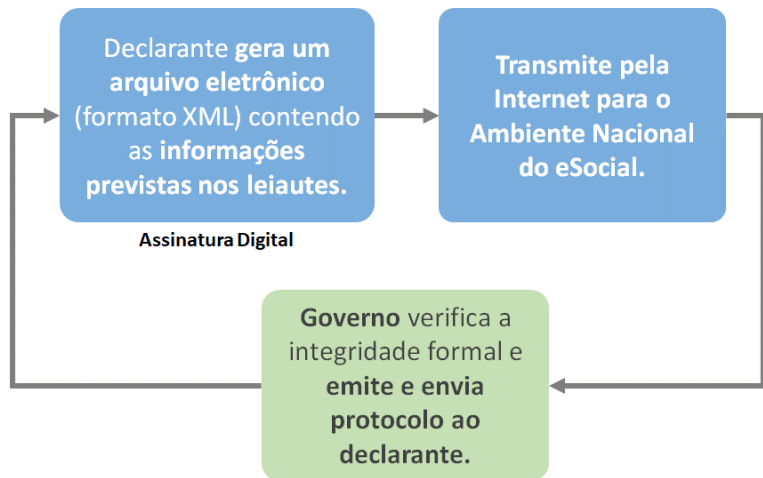 Declarante gera um
arquivo eletrônico
(formato XML) contendo
as informações
previstas nos leiautes.
Assinatura Digital
Transmite pela
Internet para o
Ambiente Nacional
do eSocial.
Governo verifica a
integridade formal e
emite e envia
protocolo ao
declarante.